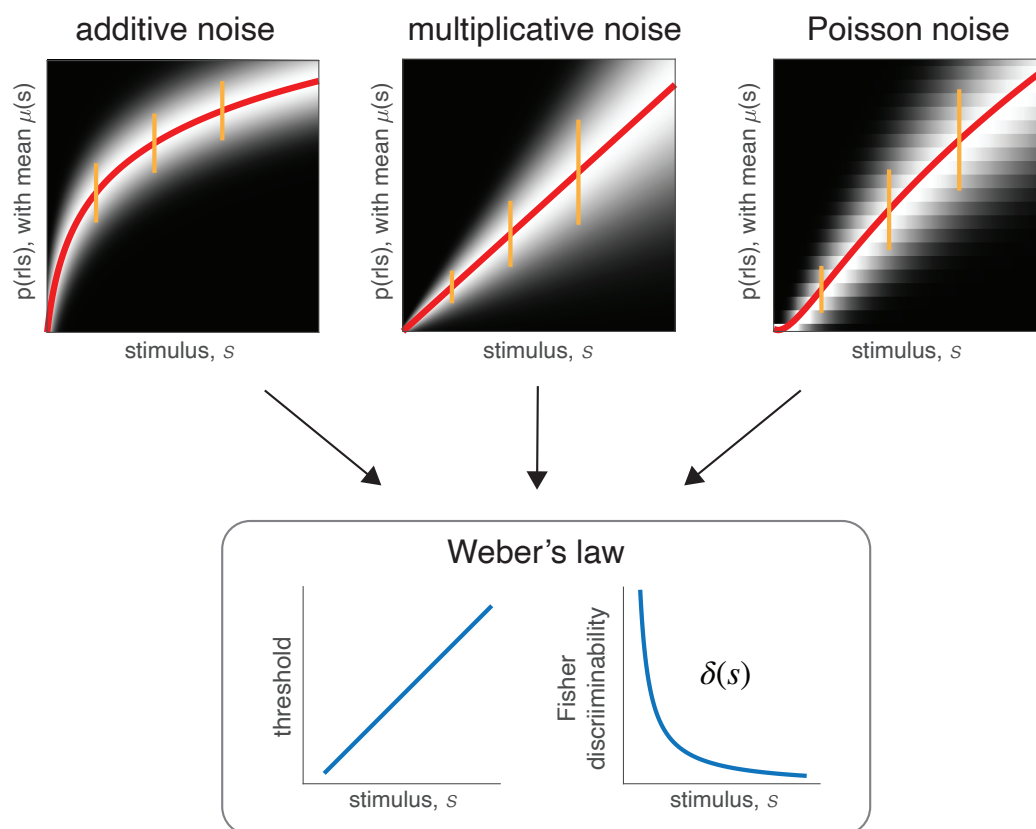 additive noise
multiplicative noise
Poisson noise
p(r|s), with mean μ(s)
p(r|s), with mean μ(s)
p(r|s), with mean μ(s)
stimulus, s
stimulus, s
stimulus, s
Weber's law
threshold
stimulus, s
Fisher
discriiminability
δ(s)
stimulus, s